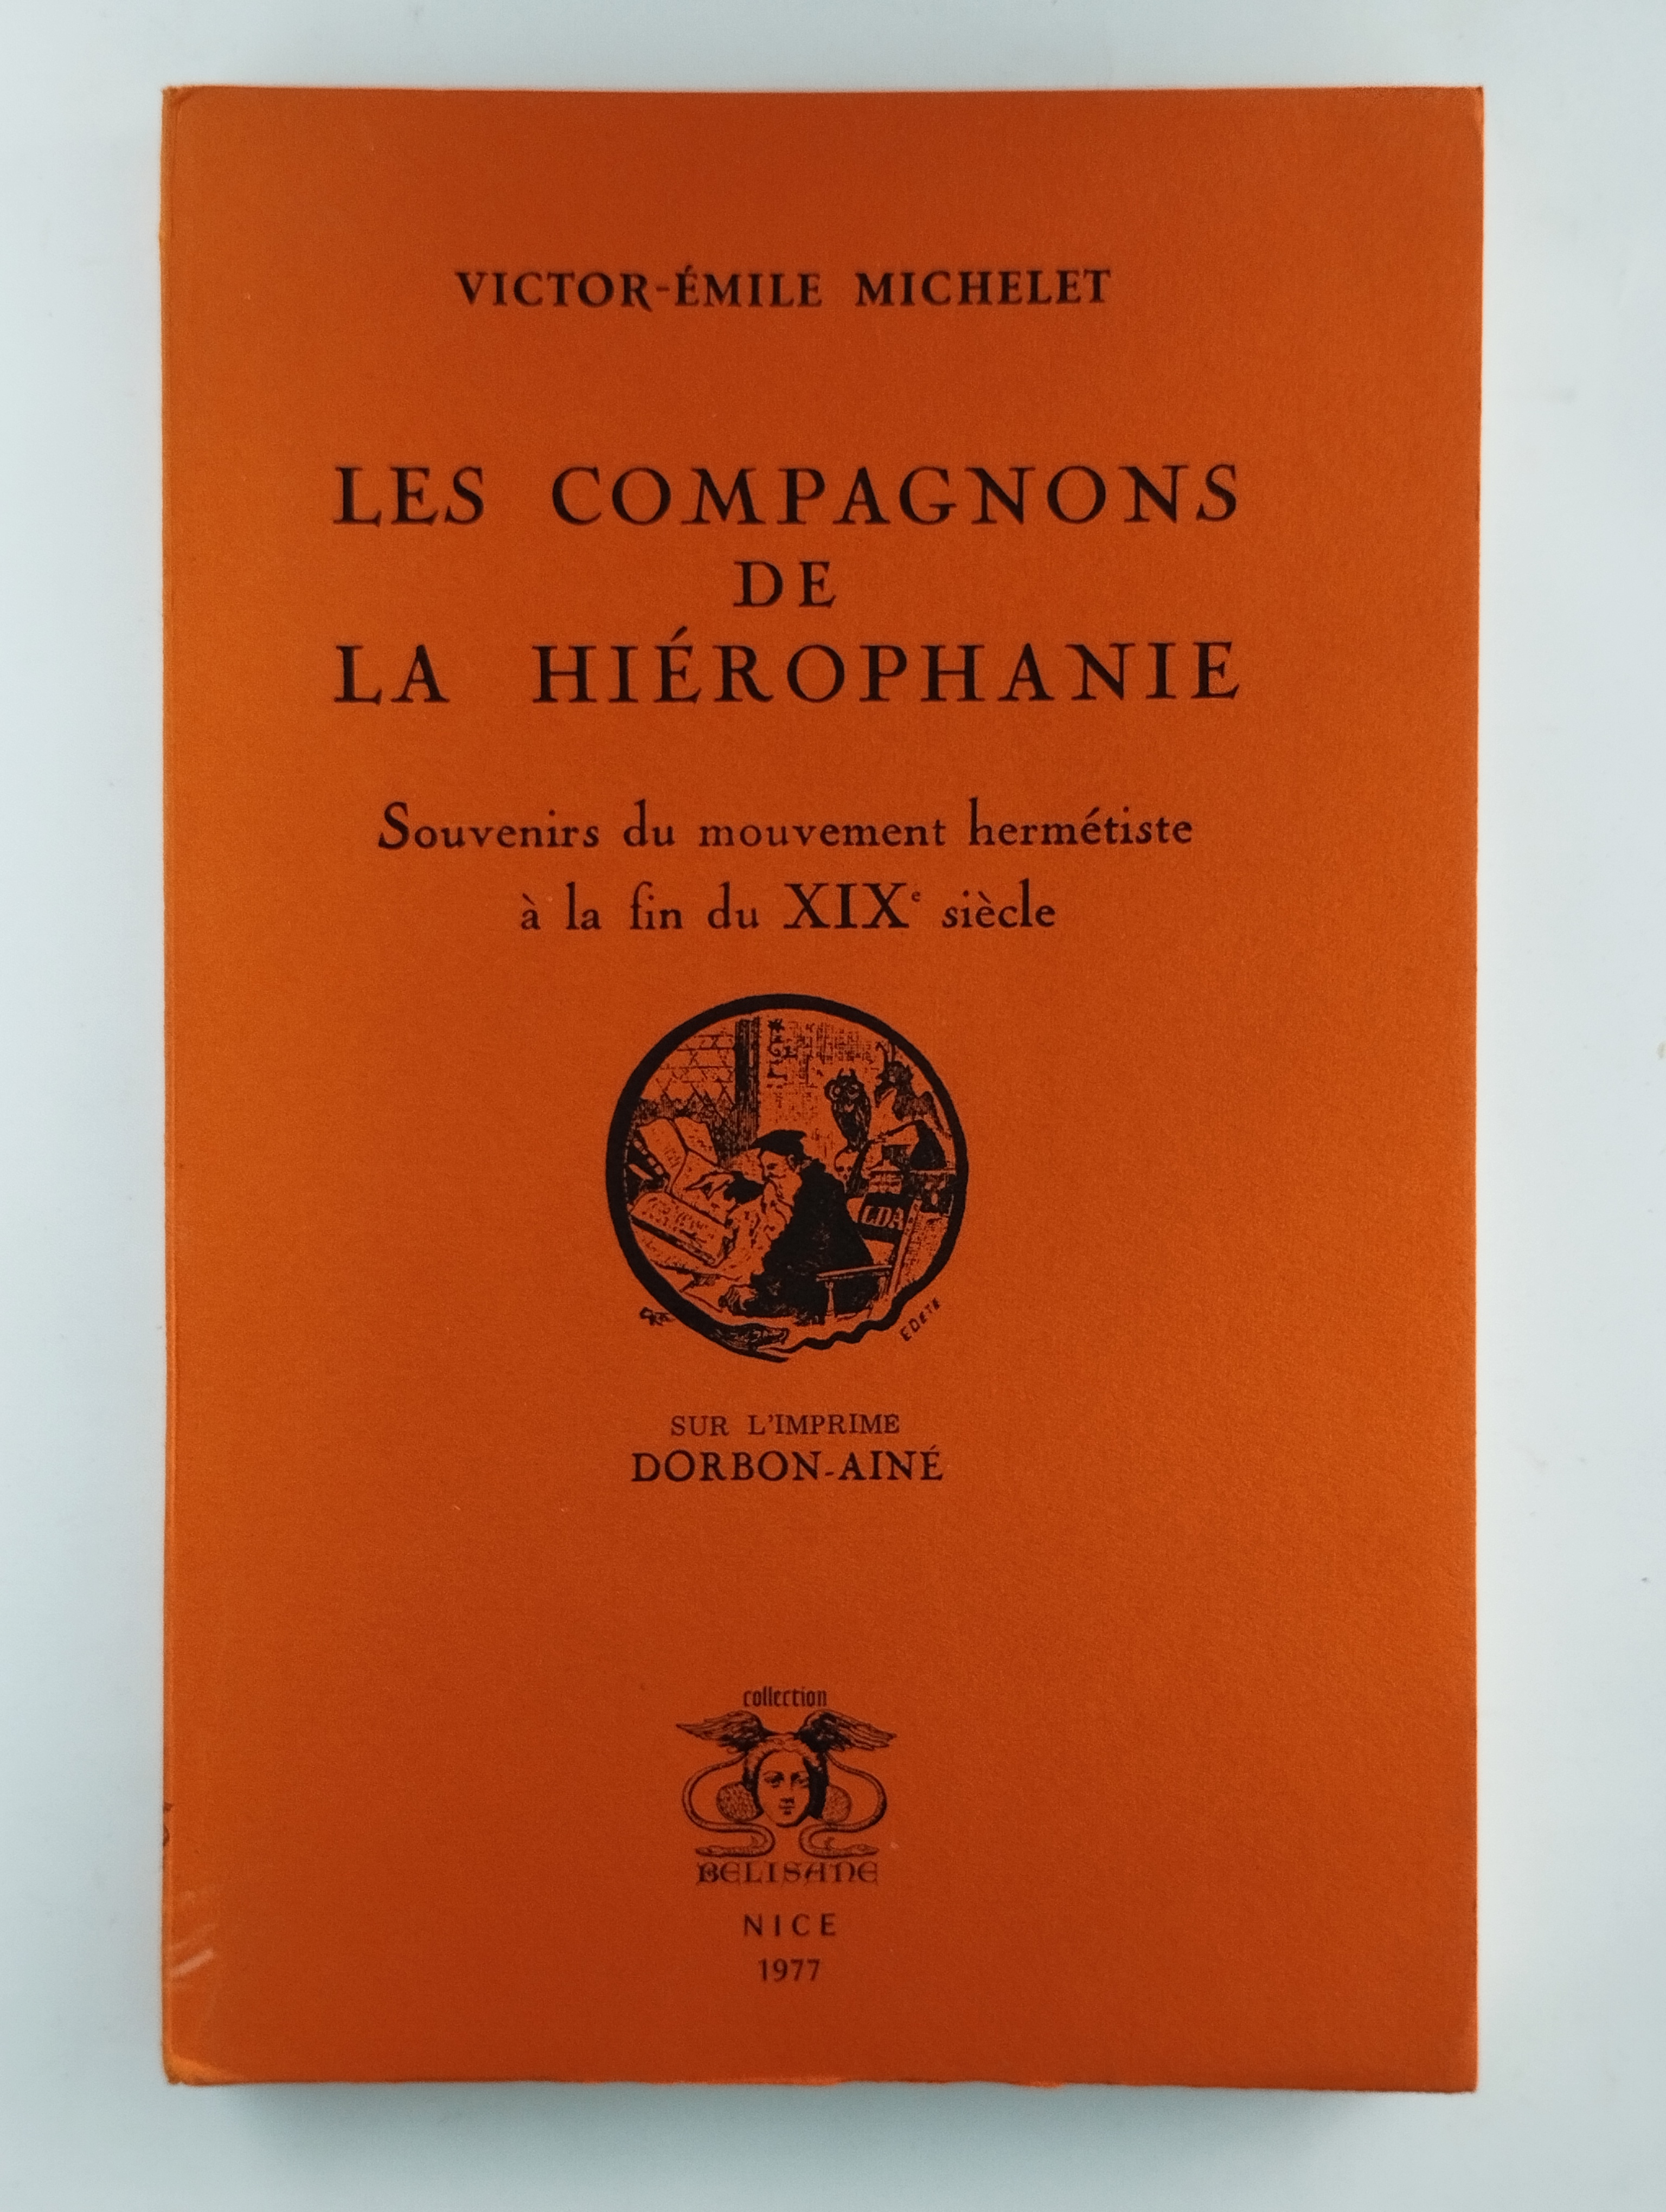 VICTOR-ÉMILE MICHELET
LES COMPAGNONS
DE
LA HIÉROPHANIE
Souvenirs du mouvement hermétiste
à la fin du XIXe siècle
LDA
SUR L'IMPRIME
DORBON-AINÉ
collection
BELISANE
NICE
1977